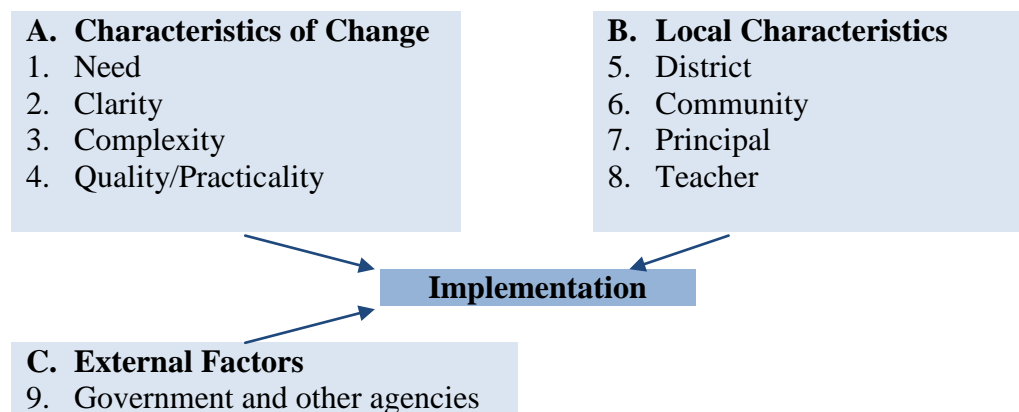 A. Characteristics of Change
1. Need
2. Clarity
3. Complexity
4. Quality/Practicality
B. Local Characteristics
5. District
6. Community
7. Principal
8. Teacher
Implementation
C. External Factors
9. Government and other agencies